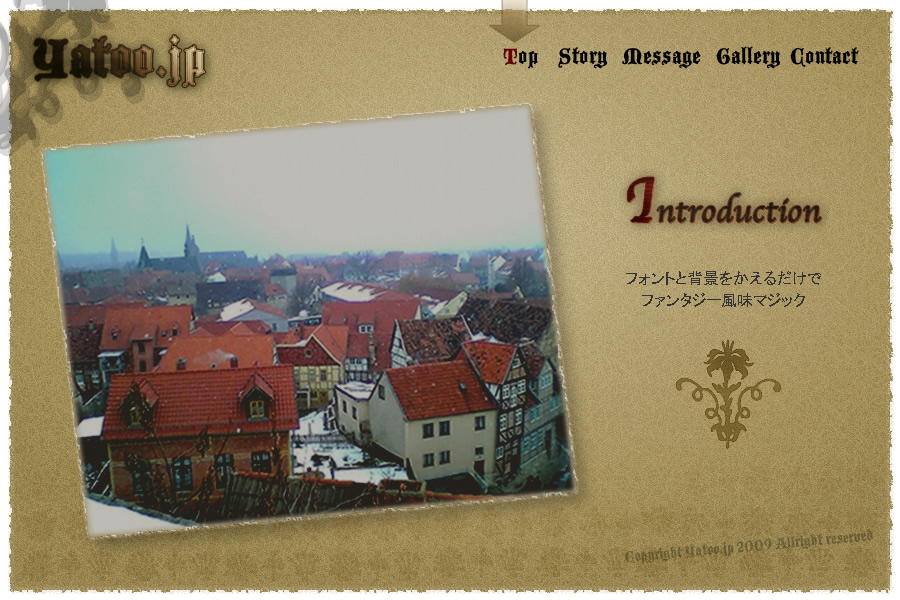 Yatoo.jp
Top Story Message Gallery Contact
Introduction
フォントと背景をかえるだけで
ファンタジー風味マジック
Copyright Yatoo.jp 2009 Allright reserved